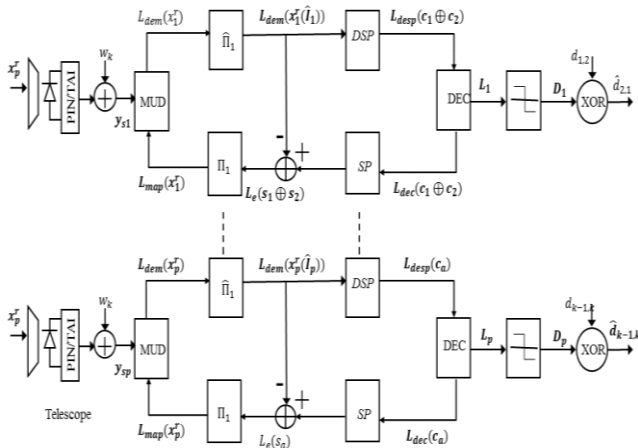 L_dem(x_1^r)
L_dem(x_1^r(Î_1))
L_desp(c_1 ⊕ c_2)
x_p^r
PIN/TAI
w_k
y_s1
MUD
Π̂_1
DSP
DEC
L_1
D_1
d_1,2
XOR
d̂_2,1
L_map(x_1^r)
Π_1
-
+
L_e(s_1 ⊕ s_2)
SP
L_dec(c_1 ⊕ c_2)
L_dem(x_p^r)
L_dem(x_p^r(Î_p))
L_desp(c_a)
x_p^r
PIN/TAI
w_k
y_sp
MUD
Π̂_1
DSP
DEC
L_p
D_p
d_k-1,k
XOR
d̂_k-1,k
Telescope
L_map(x_p^r)
Π_1
-
+
L_e(s_a)
SP
L_dec(c_a)